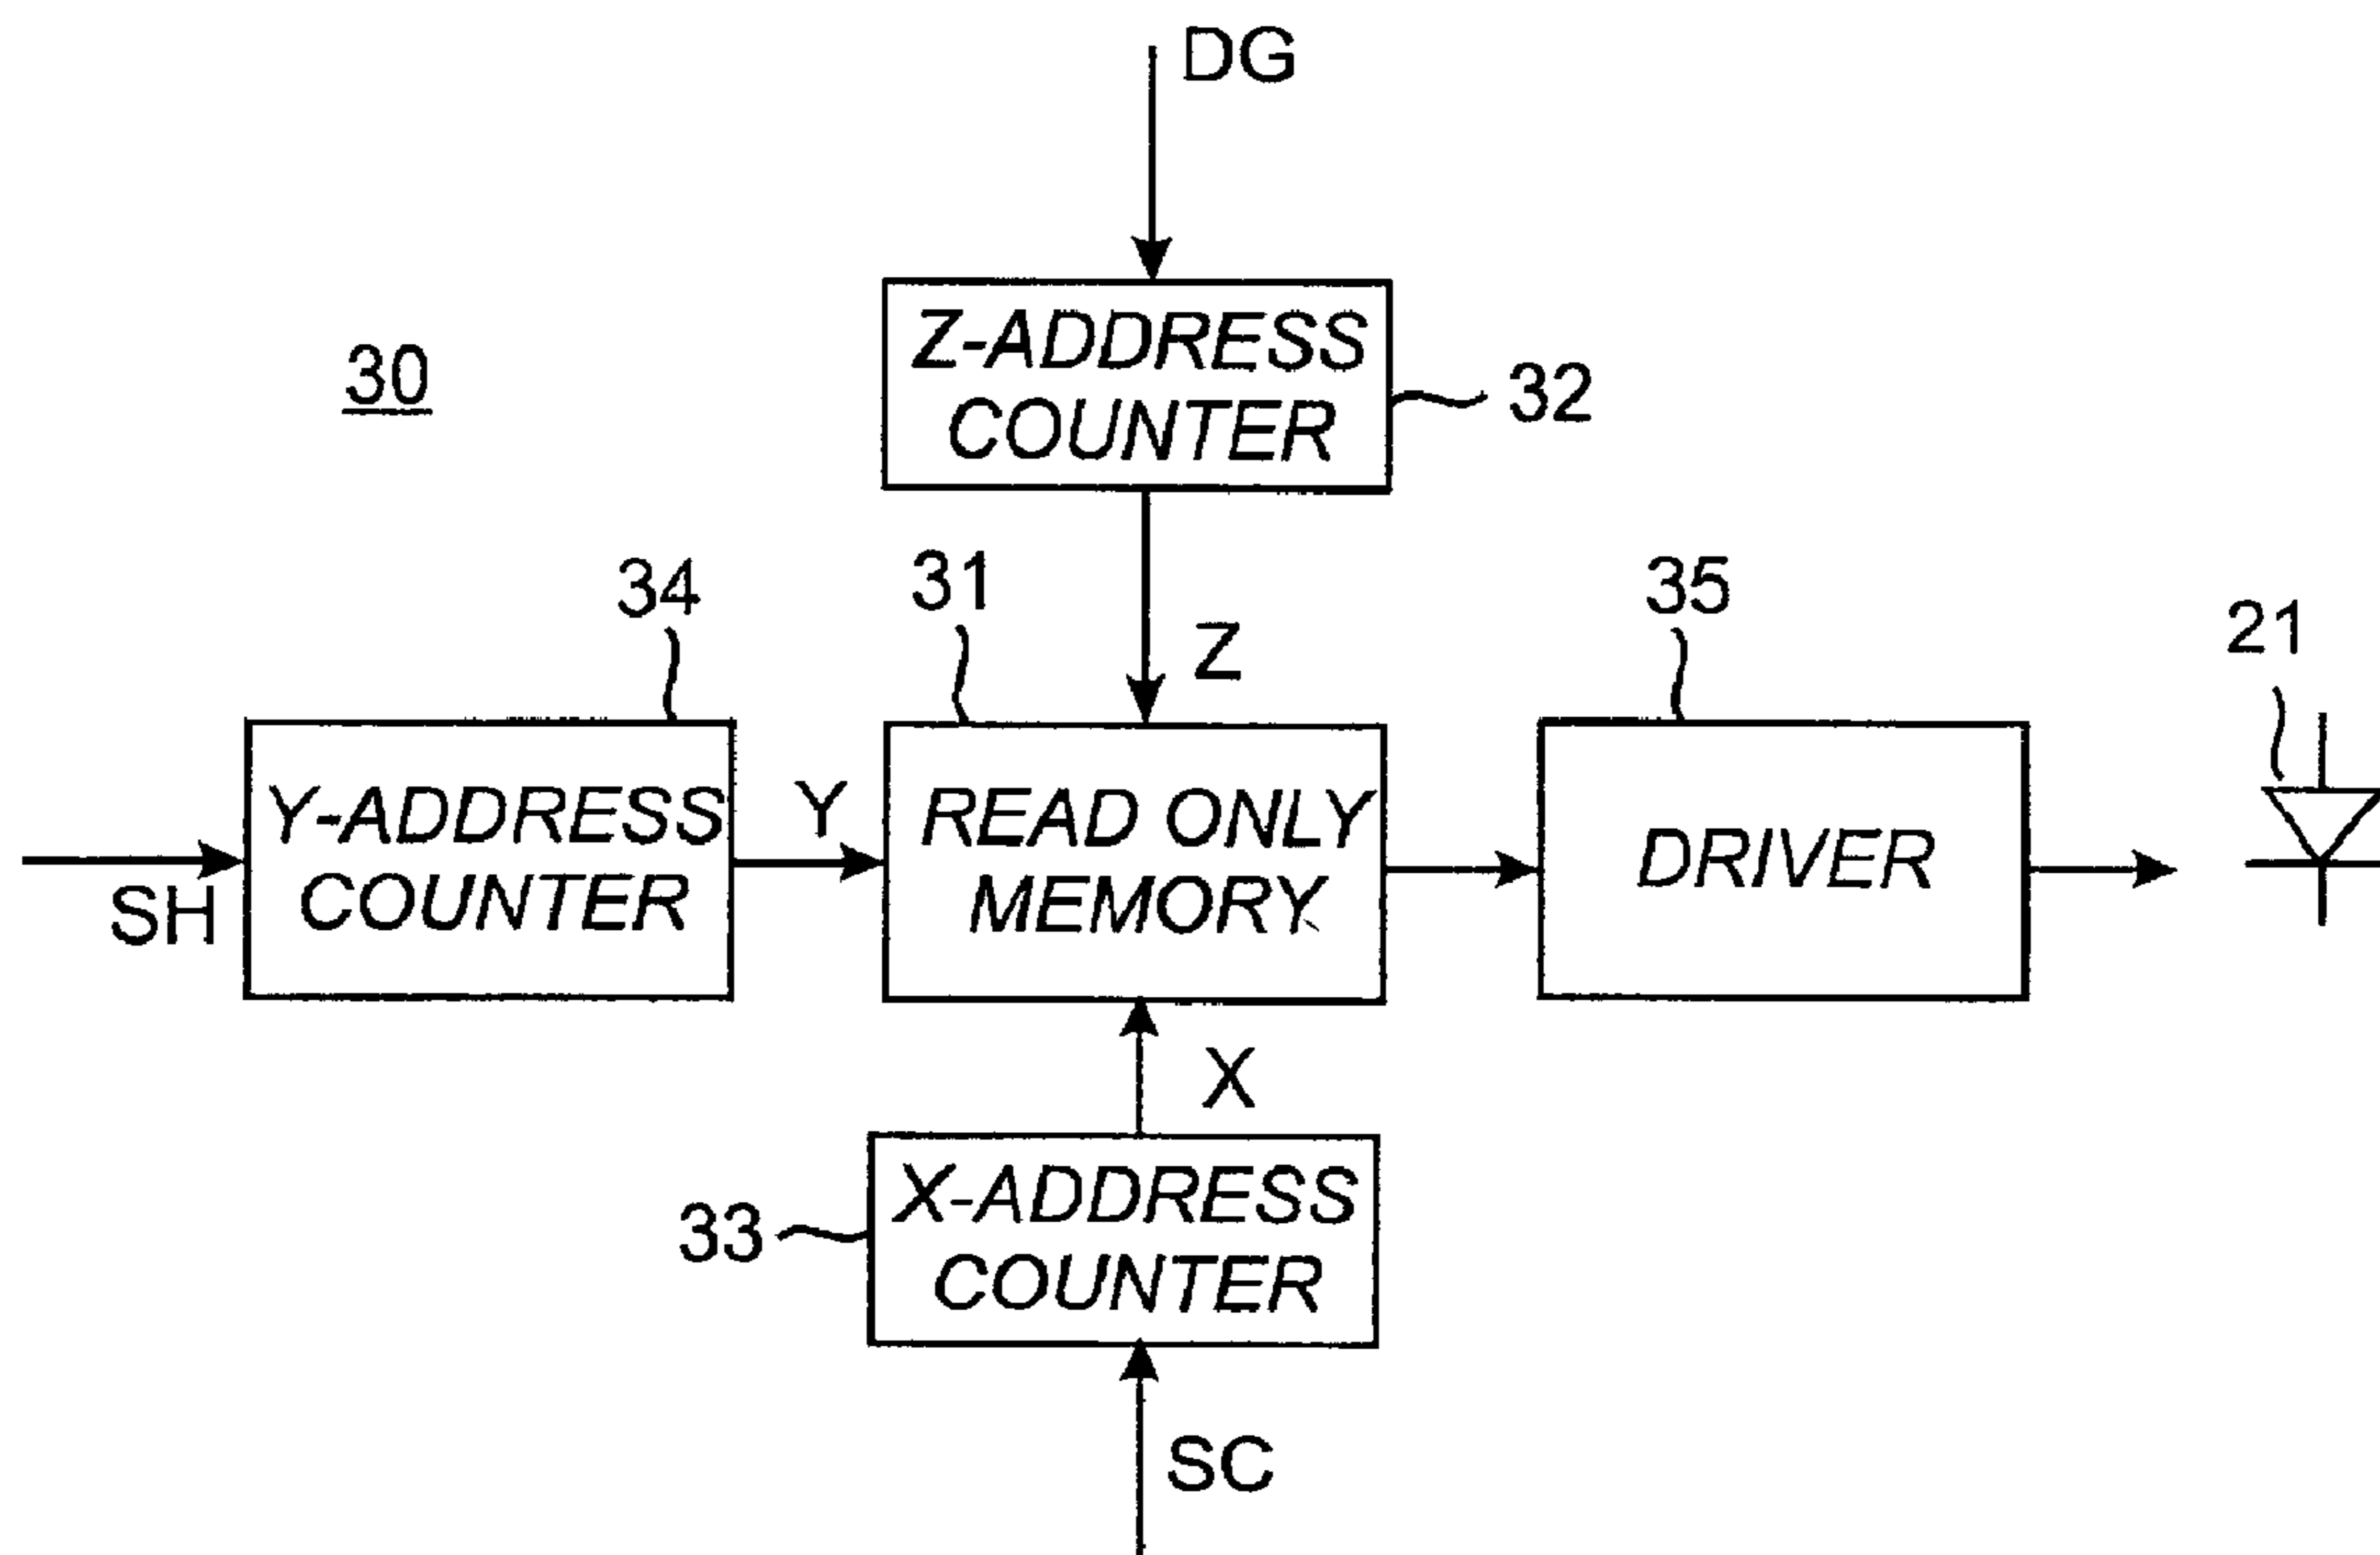 DG
Z-ADDRESS
COUNTER
32
30
Z
34
31
35
21
Y-ADDRESS
COUNTER
SH
Y
READ ONLY
MEMORY
DRIVER
X
33
X-ADDRESS
COUNTER
SC